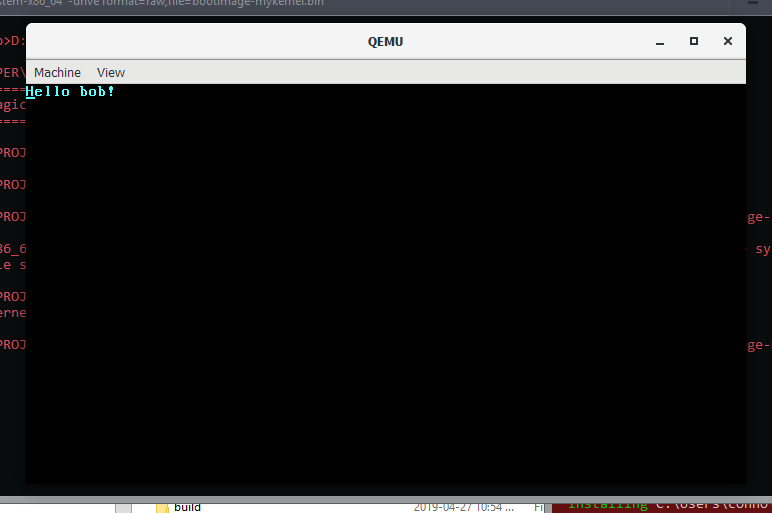 stem-x86_64 -drive format=raw,file=bootimage-mykernel.bin
QEMU
Machine View
Hello bob!
o>D:
PER\
====
agic
====
PROJ
PROJ
PROJ
ge-
86_6
sy
le s
PROJ
erne
PROJ
ge-
build
2019-04-27 10:54 ...
Fi
Installing C:\Users\conno